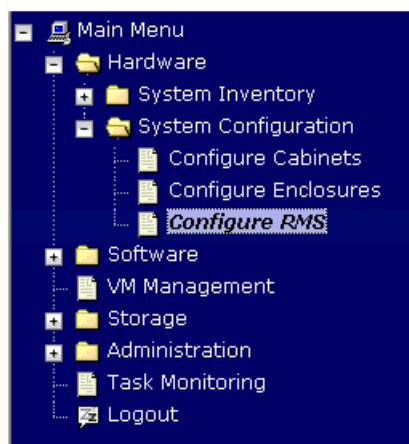 Main Menu
Hardware
System Inventory
System Configuration
Configure Cabinets
Configure Enclosures
Configure RMS
Software
VM Management
Storage
Administration
Task Monitoring
Logout